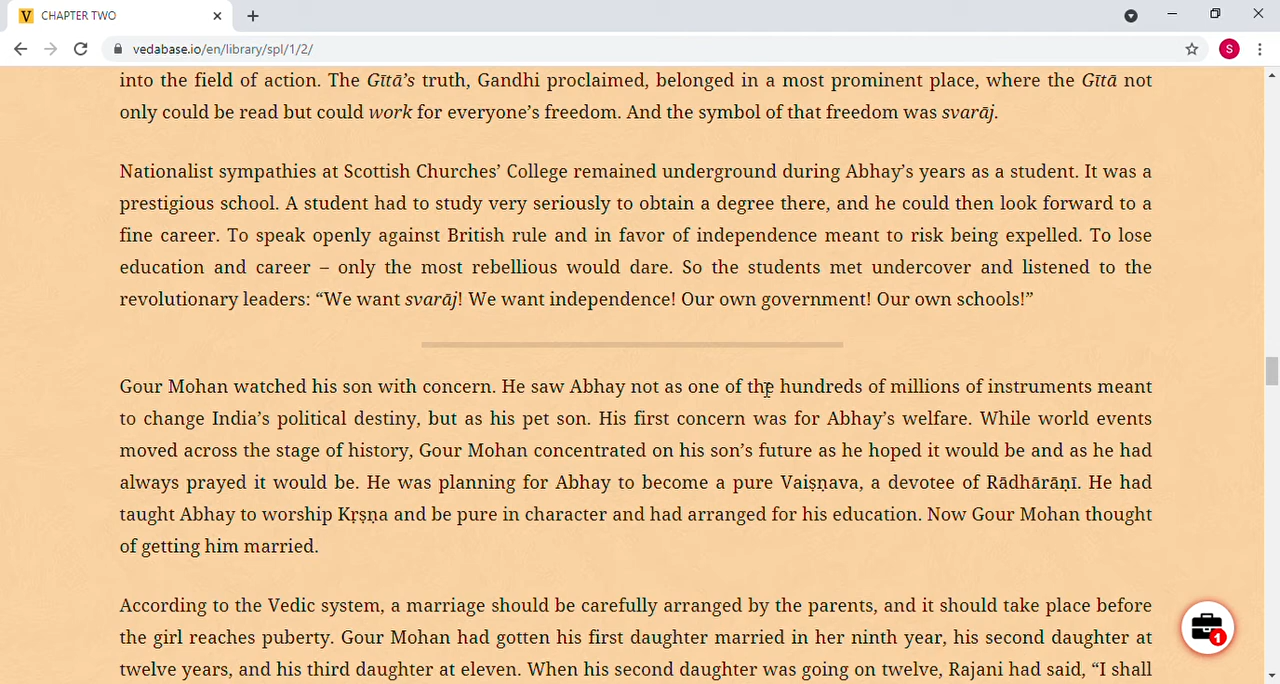 CHAPTER TWO
vedabase.io/en/library/spl/1/2/
S
into the field of action. The Gītā’s truth, Gandhi proclaimed, belonged in a most prominent place, where the Gītā not
only could be read but could work for everyone’s freedom. And the symbol of that freedom was svarāj.
Nationalist sympathies at Scottish Churches’ College remained underground during Abhay’s years as a student. It was a
prestigious school. A student had to study very seriously to obtain a degree there, and he could then look forward to a
fine career. To speak openly against British rule and in favor of independence meant to risk being expelled. To lose
education and career – only the most rebellious would dare. So the students met undercover and listened to the
revolutionary leaders: “We want svarāj! We want independence! Our own government! Our own schools!”
Gour Mohan watched his son with concern. He saw Abhay not as one of the hundreds of millions of instruments meant
to change India’s political destiny, but as his pet son. His first concern was for Abhay’s welfare. While world events
moved across the stage of history, Gour Mohan concentrated on his son’s future as he hoped it would be and as he had
always prayed it would be. He was planning for Abhay to become a pure Vaiṣṇava, a devotee of Rādhārāṇī. He had
taught Abhay to worship Kṛṣṇa and be pure in character and had arranged for his education. Now Gour Mohan thought
of getting him married.
According to the Vedic system, a marriage should be carefully arranged by the parents, and it should take place before
the girl reaches puberty. Gour Mohan had gotten his first daughter married in her ninth year, his second daughter at
twelve years, and his third daughter at eleven. When his second daughter was going on twelve, Rajani had said, “I shall
1